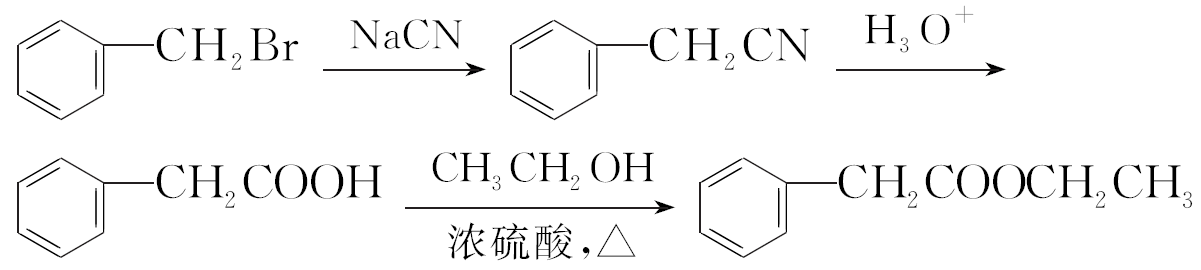 CH₂Br NaCN CH₂CN H₃O⁺
CH₂COOH CH₃CH₂OH 浓硫酸,△ CH₂COOCH₂CH₃